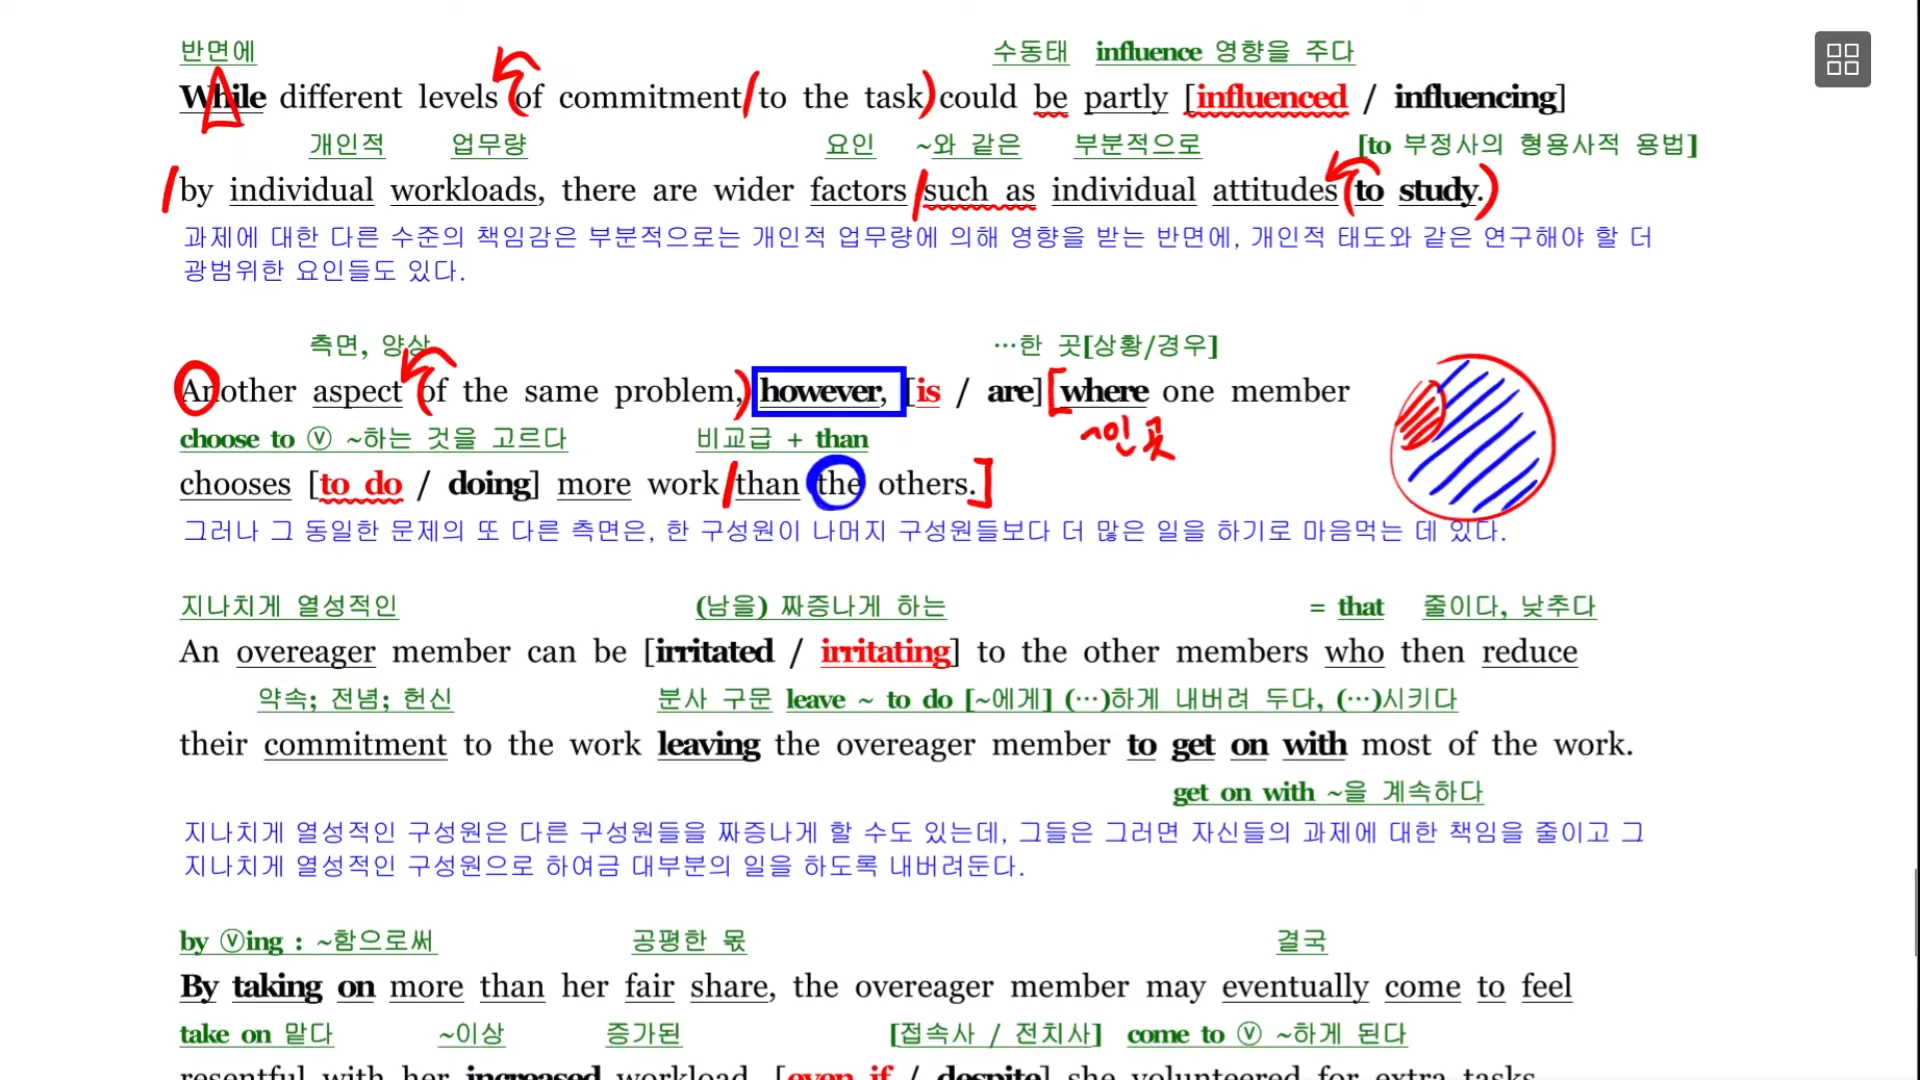 반면에 수동태 influence 영향을 주다
While different levels of commitment to the task could be partly [influenced / influencing]
개인적 업무량 요인 ~와 같은 부분적으로 [to 부정사의 형용사적 용법]
by individual workloads, there are wider factors such as individual attitudes to study.
과제에 대한 다른 수준의 책임감은 부분적으로는 개인적 업무량에 의해 영향을 받는 반면에, 개인적 태도와 같은 연구해야 할 더
광범위한 요인들도 있다.
측면, 양상 …한 곳[상황/경우]
Another aspect of the same problem, however, [is / are] where one member
choose to ⓥ ~하는 것을 고르다 비교급 + than ~인 곳
chooses [to do / doing] more work than the others.
그러나 그 동일한 문제의 또 다른 측면은, 한 구성원이 나머지 구성원들보다 더 많은 일을 하기로 마음먹는 데 있다.
지나치게 열성적인 (남을) 짜증나게 하는 = that 줄이다, 낮추다
An overeager member can be [irritated / irritating] to the other members who then reduce
약속; 전념; 헌신 분사 구문 leave ~ to do [~에게] (…)하게 내버려 두다, (…)시키다
their commitment to the work leaving the overeager member to get on with most of the work.
get on with ~을 계속하다
지나치게 열성적인 구성원은 다른 구성원들을 짜증나게 할 수도 있는데, 그들은 그러면 자신들의 과제에 대한 책임을 줄이고 그
지나치게 열성적인 구성원으로 하여금 대부분의 일을 하도록 내버려둔다.
by ⓥing : ~함으로써 공평한 몫 결국
By taking on more than her fair share, the overeager member may eventually come to feel
take on 맡다 ~이상 증가된 [접속사 / 전치사] come to ⓥ ~하게 된다
resentful with her increased workload, [even if / despite] she volunteered for extra tasks